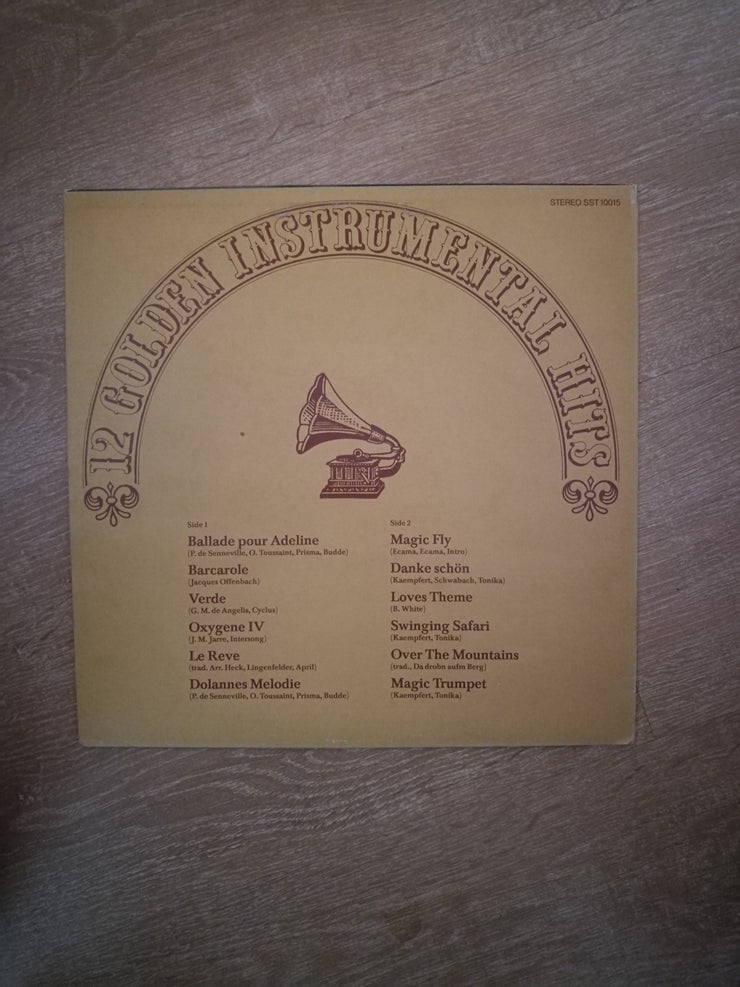 STEREO SST 10015
12 GOLDEN INSTRUMENTAL HITS
Side 1
Ballade pour Adeline
(P. de Senneville, O. Toussaint, Prisma, Budde)
Barcarole
(Jacques Offenbach)
Verde
(G. M. de Angelis, Cyclus)
Oxygene IV
(J. M. Jarre, Intersong)
Le Reve
(trad. Arr. Heck, Lingenfelder, April)
Dolannes Melodie
(P. de Senneville, O. Toussaint, Prisma, Budde)
Side 2
Magic Fly
(Ecama, Ecama, Intro)
Danke schön
(Kaempfert, Schwabach, Tonika)
Loves Theme
(B. White)
Swinging Safari
(Kaempfert, Tonika)
Over The Mountains
(trad., Da drobn aufm Berg)
Magic Trumpet
(Kaempfert, Tonika)